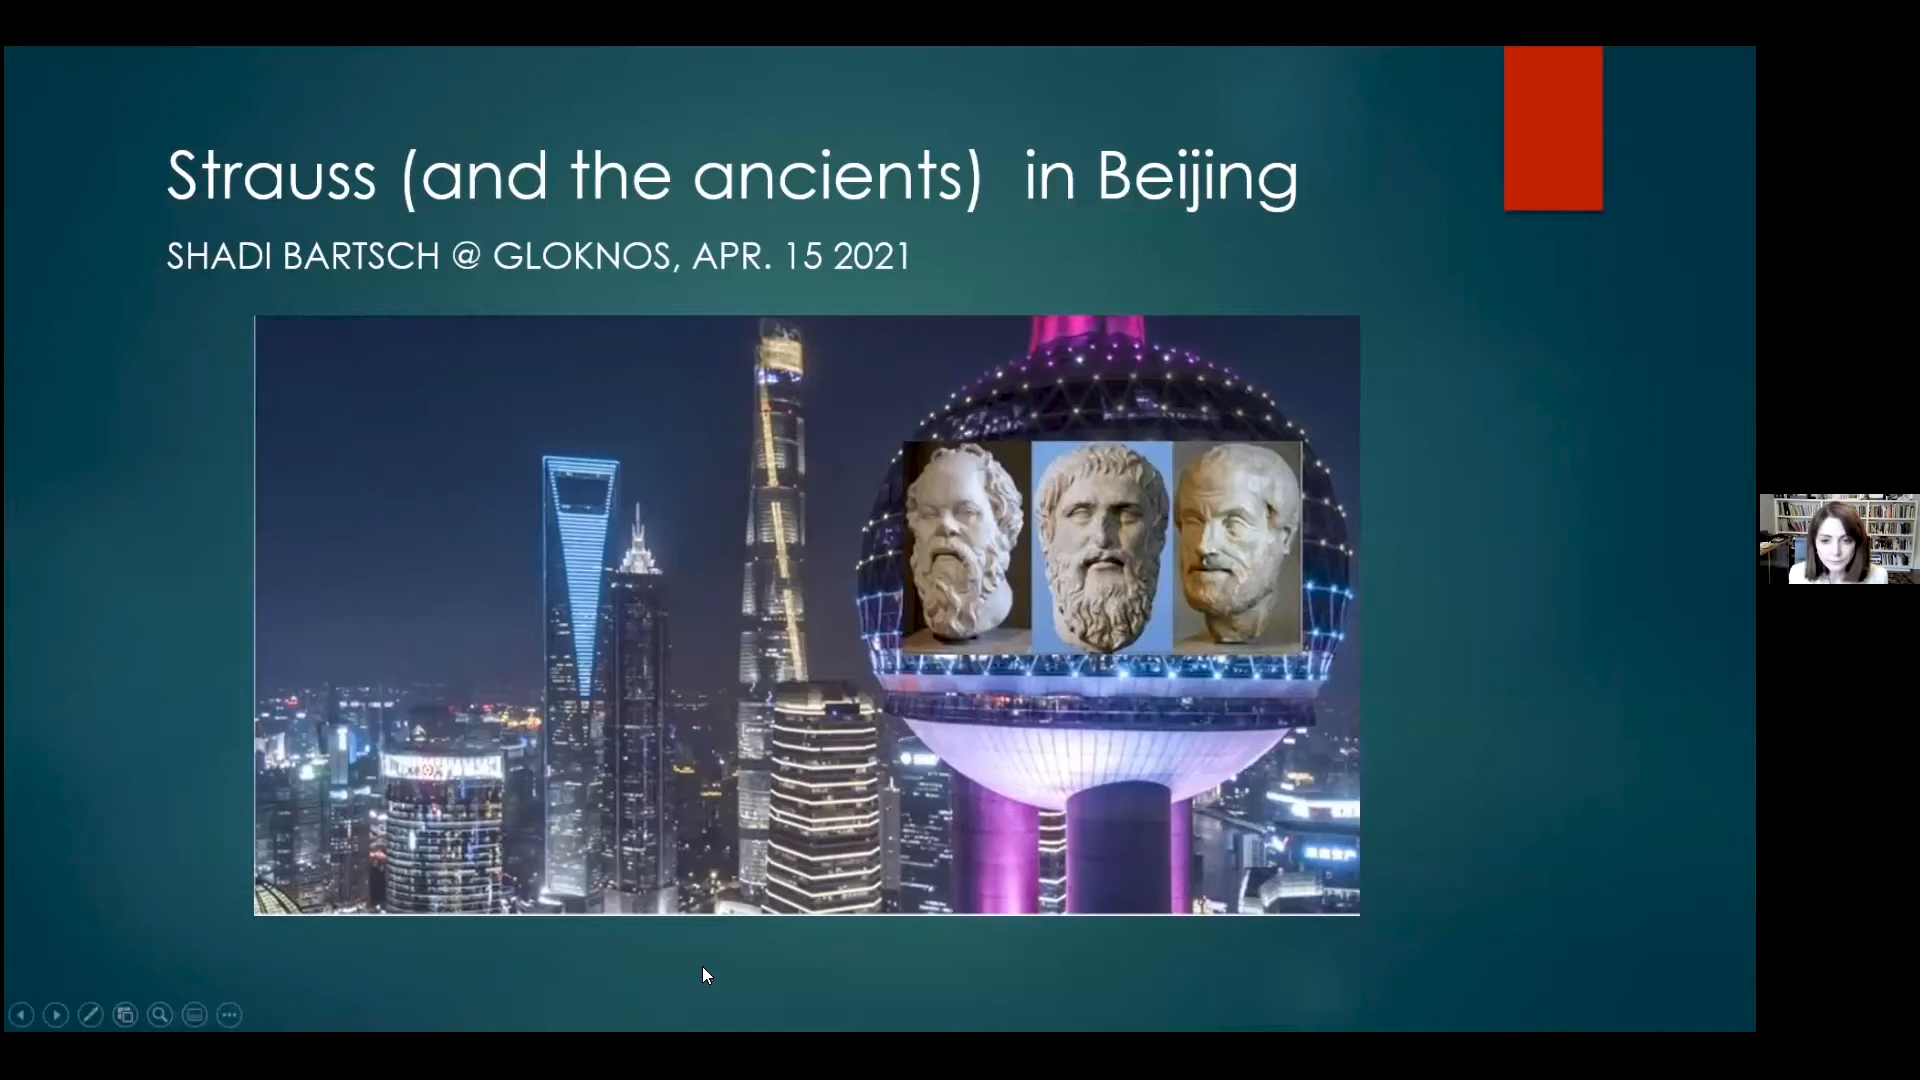 Strauss (and the ancients) in Beijing
SHADI BARTSCH @ GLOKNOS, APR. 15 2021